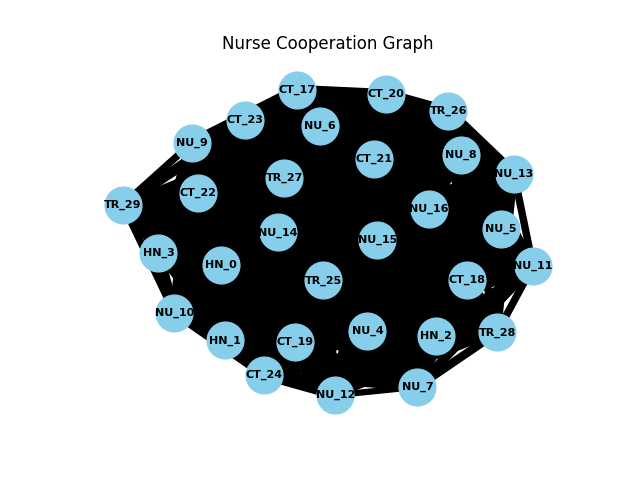 Nurse Cooperation Graph
CT_17
CT_20
TR_26
CT_23
NU_6
NU_9
CT_21
NU_8
NU_13
TR_27
CT_22
TR_29
NU_16
NU_5
NU_14
NU_15
HN_3
HN_0
NU_11
TR_25
CT_18
NU_10
NU_4
TR_28
HN_2
HN_1
CT_19
CT_24
NU_7
NU_12